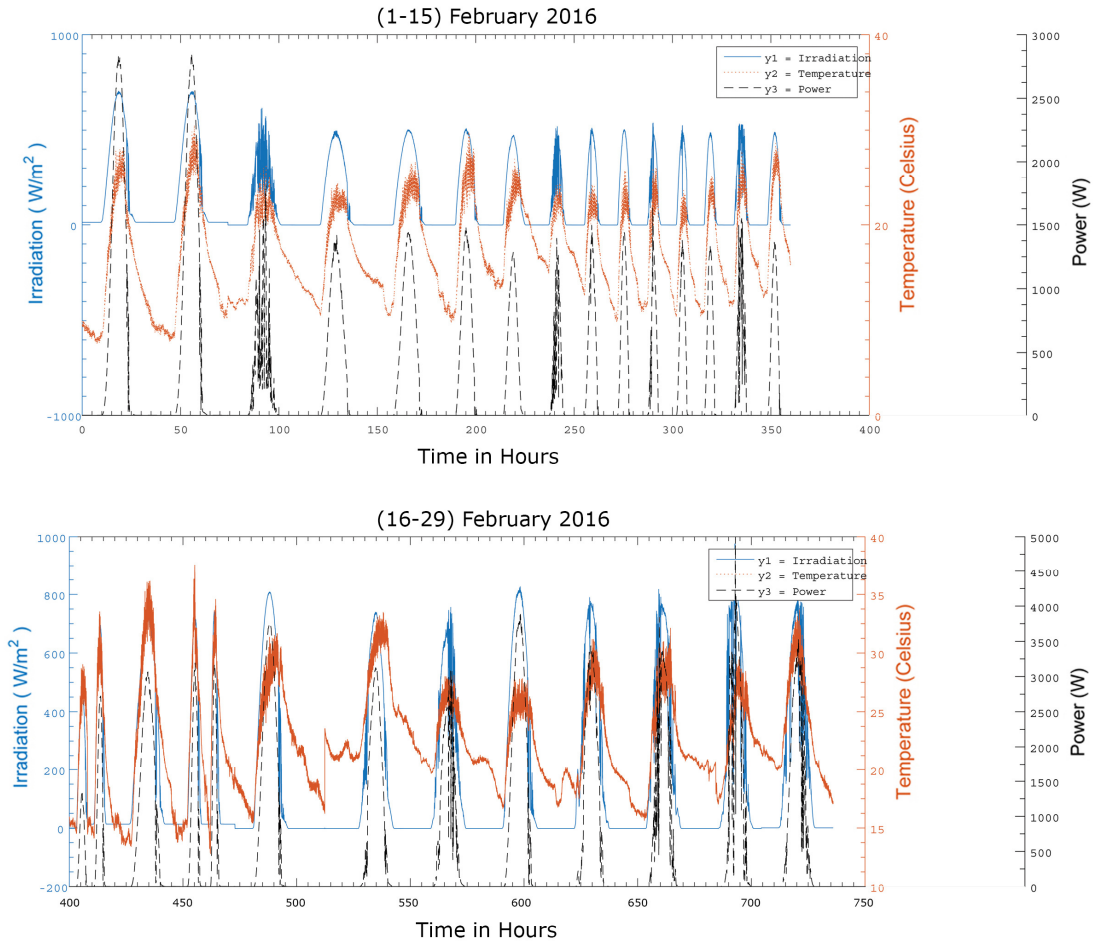 (1-15) February 2016
1000
0
-1000
Irradiation ( W/m2 )
40
20
0
Temperature (Celsius)
3000
2500
2000
1500
1000
500
0
Power (W)
y1 = Irradiation
y2 = Temperature
y3 = Power
0 50 100 150 200 250 300 350 400
Time in Hours
(16-29) February 2016
1000
800
600
400
200
0
-200
Irradiation ( W/m2 )
40
35
30
25
20
15
10
Temperature (Celsius)
5000
4500
4000
3500
3000
2500
2000
1500
1000
500
0
Power (W)
y1 = Irradiation
y2 = Temperature
y3 = Power
400 450 500 550 600 650 700 750
Time in Hours